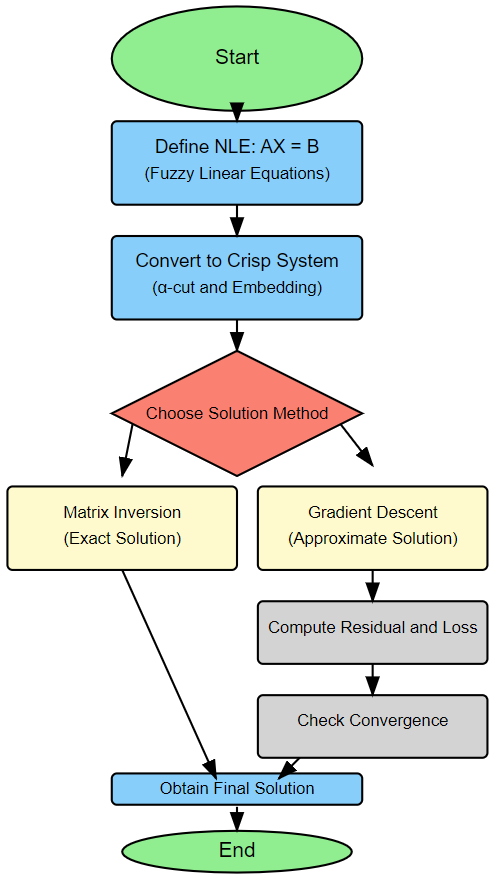 Start
Define NLE: AX = B
(Fuzzy Linear Equations)
Convert to Crisp System
(α-cut and Embedding)
Choose Solution Method
Matrix Inversion
(Exact Solution)
Gradient Descent
(Approximate Solution)
Compute Residual and Loss
Check Convergence
Obtain Final Solution
End